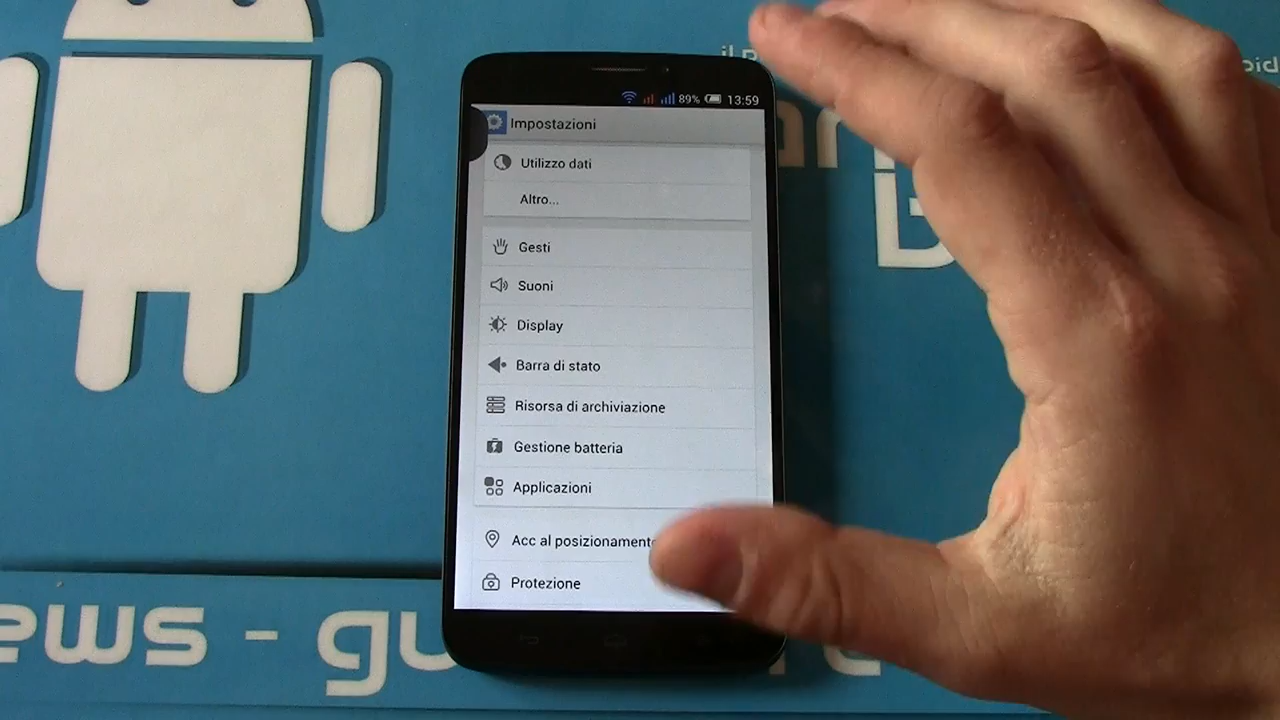 89% 13:59
Impostazioni
Utilizzo dati
Altro...
Gesti
Suoni
Display
Barra di stato
Risorsa di archiviazione
Gestione batteria
Applicazioni
Acc al posizionamento
Protezione
ews - gu